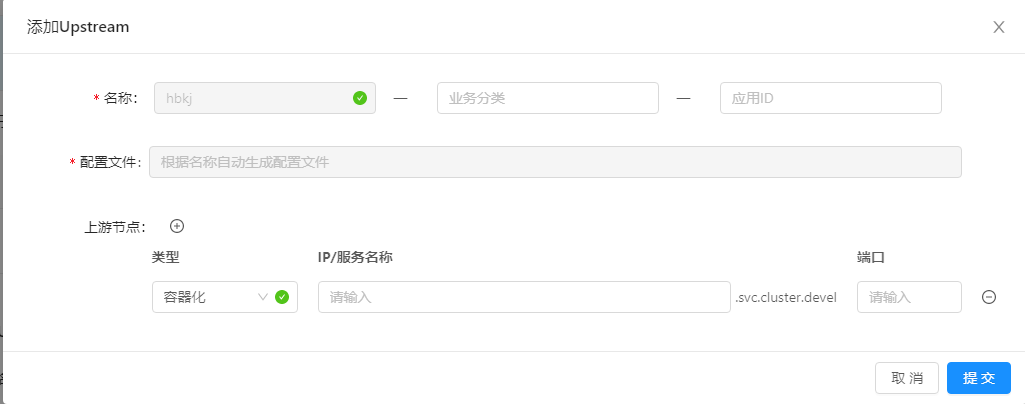 添加Upstream
* 名称： hbkj — 业务分类 — 应用ID
* 配置文件： 根据名称自动生成配置文件
上游节点：
类型 IP/服务名称 端口
容器化 请输入 .svc.cluster.devel 请输入
取 消 提 交